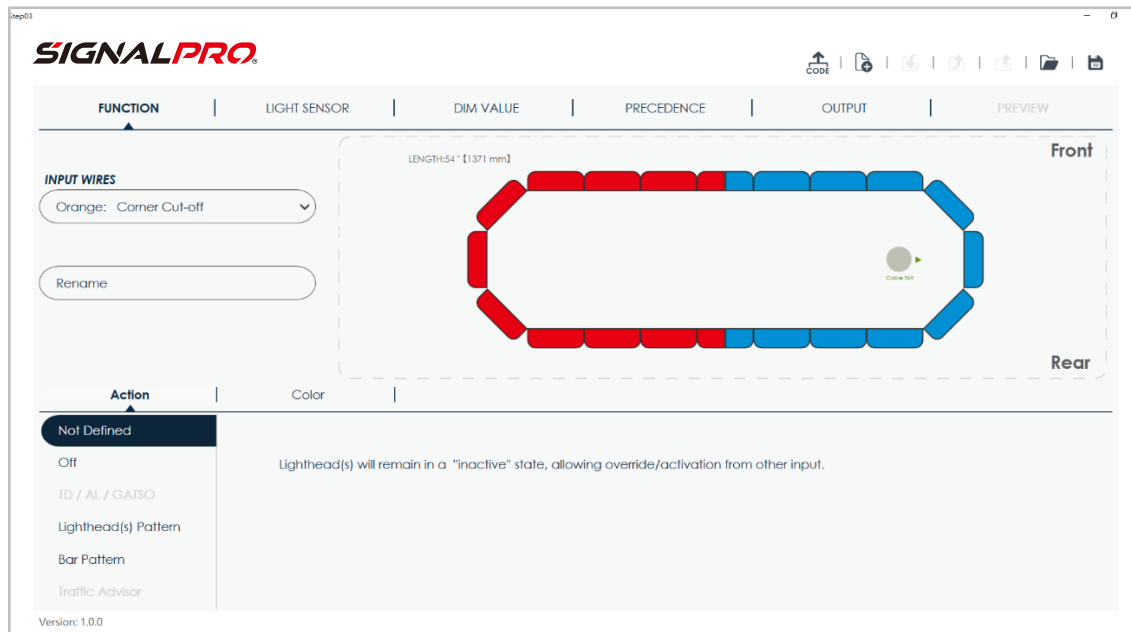 Step03
SIGNALPRO®
CODE
FUNCTION | LIGHT SENSOR | DIM VALUE | PRECEDENCE | OUTPUT | PREVIEW
Front
LENGTH:54 "【1371 mm】
INPUT WIRES
Orange: Corner Cut-off
Cable Exit
Rename
Rear
Action | Color |
Not Defined
Off
Lighthead(s) will remain in a "inactive" state, allowing override/activation from other input.
TD / AL / GATSO
Lighthead(s) Pattern
Bar Pattern
Traffic Advisor
Version: 1.0.0